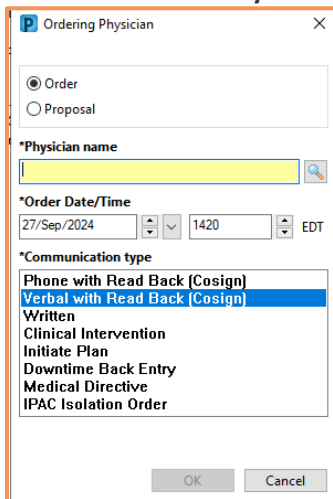 Ordering Physician
Order
Proposal
*Physician name
*Order Date/Time
27/Sep/2024 1420 EDT
*Communication type
Phone with Read Back (Cosign)
Verbal with Read Back (Cosign)
Written
Clinical Intervention
Initiate Plan
Downtime Back Entry
Medical Directive
IPAC Isolation Order
OK Cancel